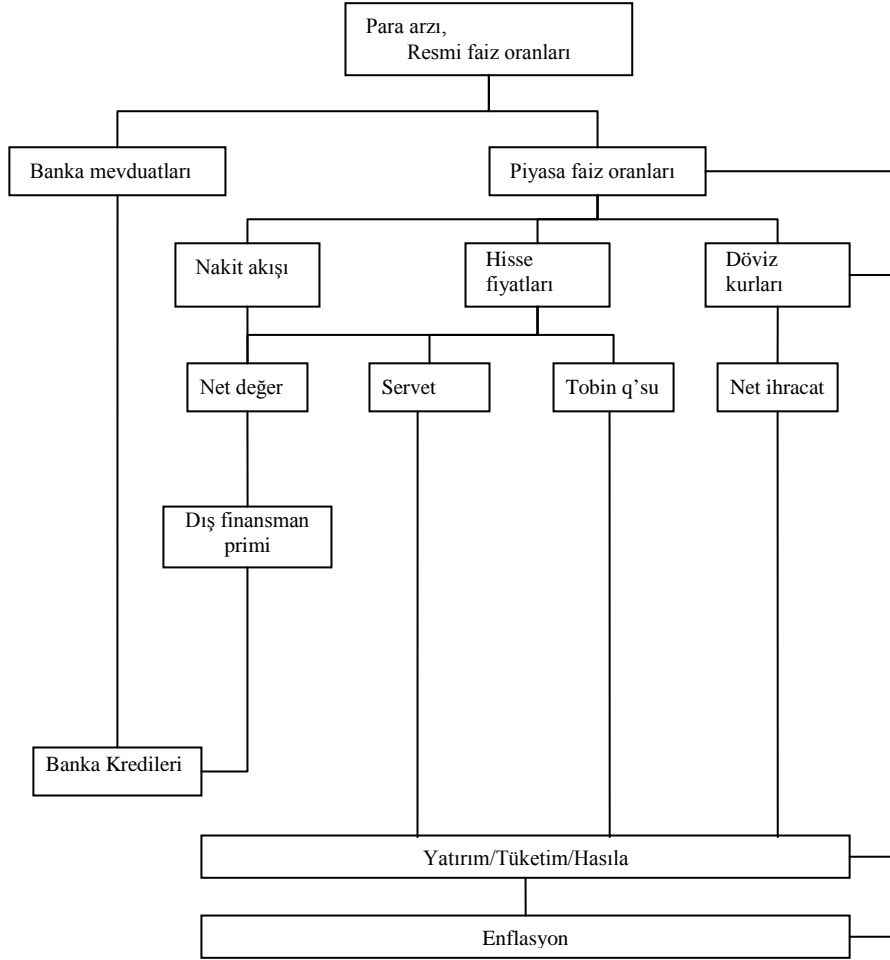 Para arzı,
Resmi faiz oranları
Banka mevduatları
Piyasa faiz oranları
Nakit akışı
Hisse
fiyatları
Döviz
kurları
Net değer
Servet
Tobin q’su
Net ihracat
Dış finansman
primi
Banka Kredileri
Yatırım/Tüketim/Hasıla
Enflasyon